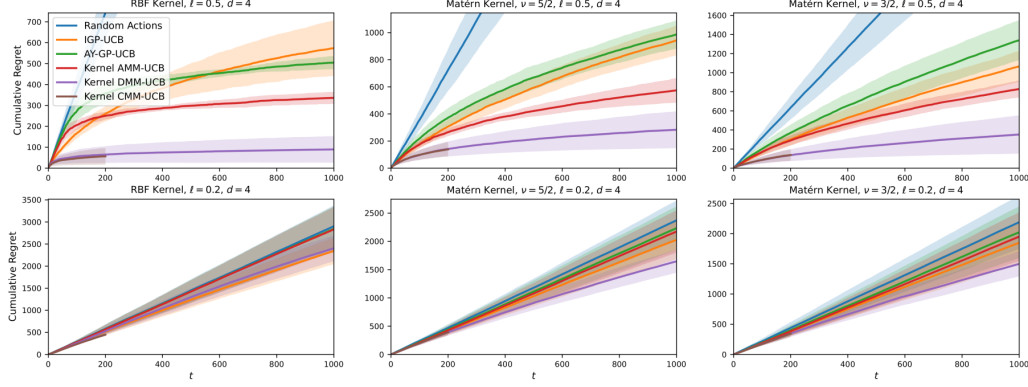 RBF Kernel, ℓ = 0.5, d = 4
Matérn Kernel, ν = 5/2, ℓ = 0.5, d = 4
Matérn Kernel, ν = 3/2, ℓ = 0.5, d = 4
Cumulative Regret
700
600
500
400
300
200
100
0
Random Actions
IGP-UCB
AY-GP-UCB
Kernel AMM-UCB
Kernel DMM-UCB
Kernel CMM-UCB
0 200 400 600 800 1000
1000
800
600
400
200
0
0 200 400 600 800 1000
1600
1400
1200
1000
800
600
400
200
0
0 200 400 600 800 1000
RBF Kernel, ℓ = 0.2, d = 4
Matérn Kernel, ν = 5/2, ℓ = 0.2, d = 4
Matérn Kernel, ν = 3/2, ℓ = 0.2, d = 4
Cumulative Regret
3500
3000
2500
2000
1500
1000
500
0
0 200 400 600 800 1000
t
2500
2000
1500
1000
500
0
0 200 400 600 800 1000
t
2500
2000
1500
1000
500
0
0 200 400 600 800 1000
t